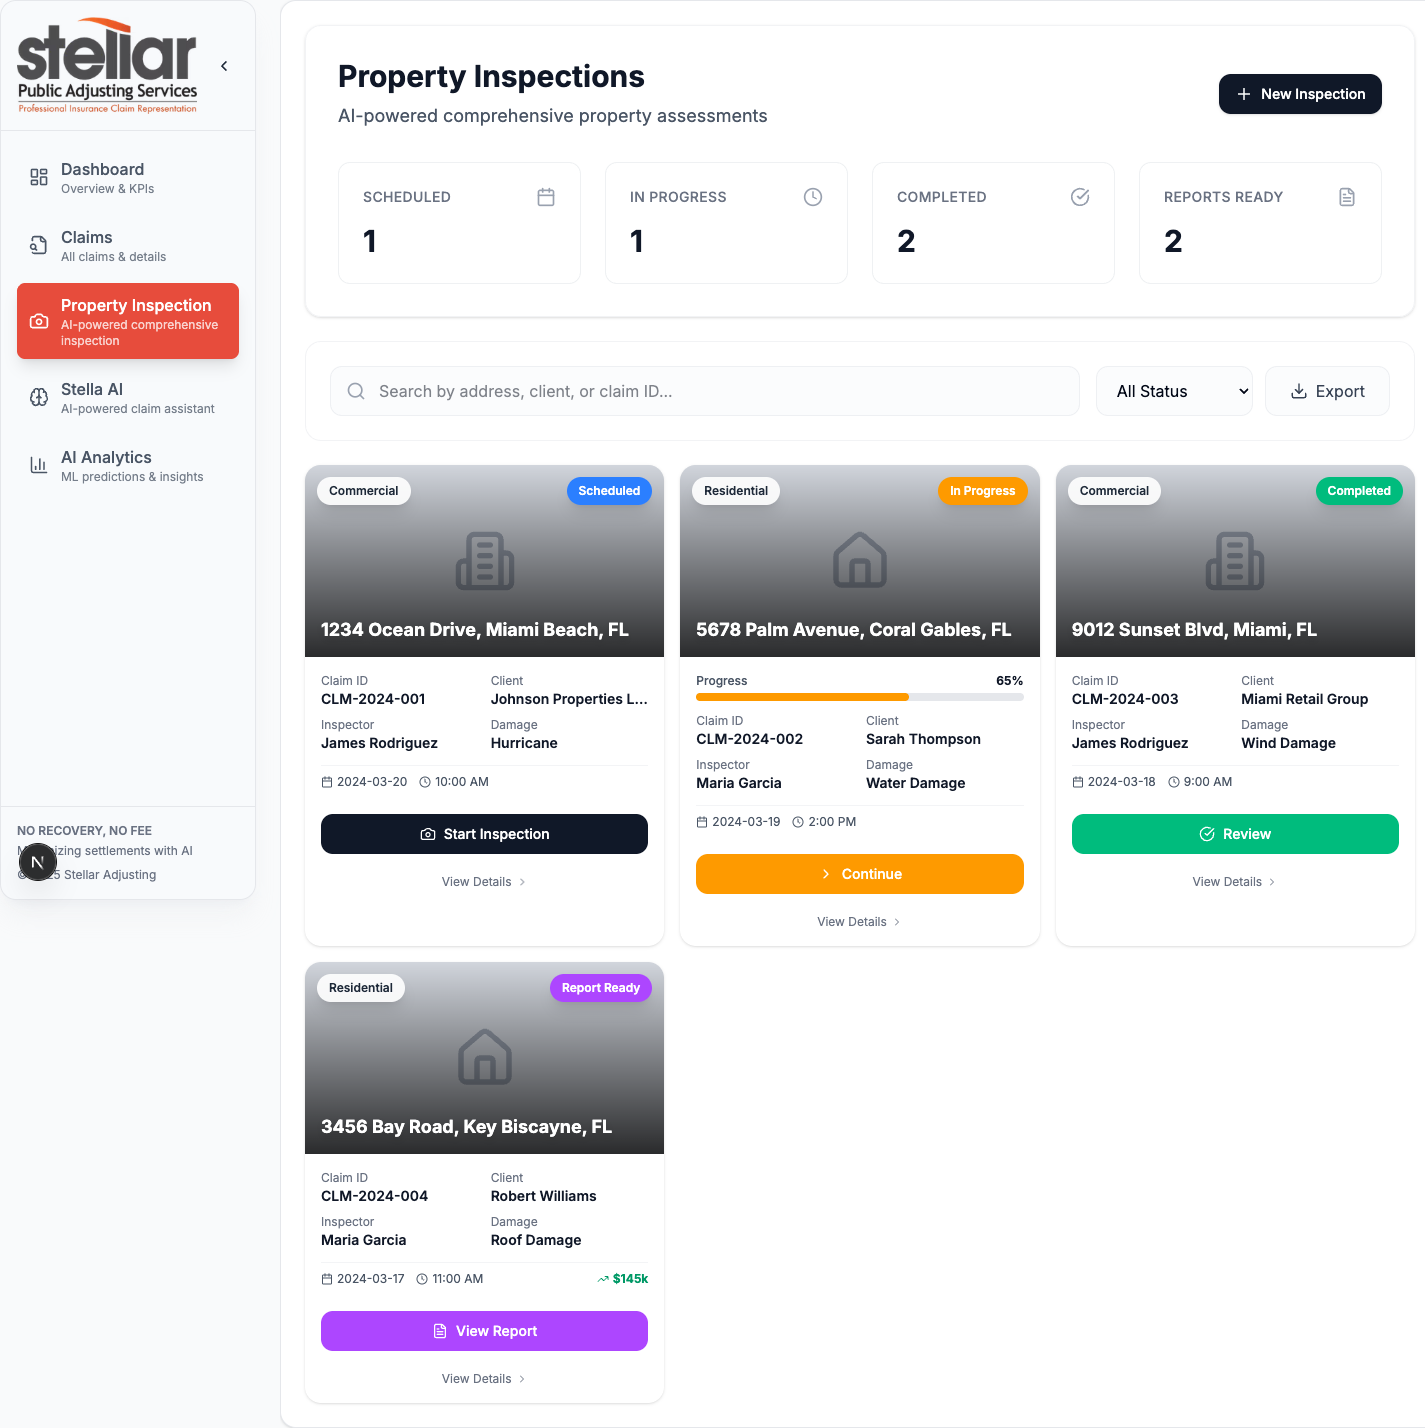 stellar
Public Adjusting Services
Professional Insurance Claim Representation
Dashboard
Overview & KPIs
Claims
All claims & details
Property Inspection
AI-powered comprehensive
inspection
Stella AI
AI-powered claim assistant
AI Analytics
ML predictions & insights
NO RECOVERY, NO FEE
settlements with AI
N
Stellar Adjusting
Property Inspections
AI-powered comprehensive property assessments
New Inspection
SCHEDULED
1
IN PROGRESS
1
COMPLETED
2
REPORTS READY
2
Search by address, client, or claim ID...
All Status
Export
Commercial
Scheduled
1234 Ocean Drive, Miami Beach, FL
Claim ID
Client
CLM-2024-001
Johnson Properties L...
Inspector
Damage
James Rodriguez
Hurricane
2024-03-20
10:00 AM
Start Inspection
View Details
Residential
In Progress
5678 Palm Avenue, Coral Gables, FL
Progress
65%
Claim ID
Client
CLM-2024-002
Sarah Thompson
Inspector
Damage
Maria Garcia
Water Damage
2024-03-19
2:00 PM
Continue
View Details
Commercial
Completed
9012 Sunset Blvd, Miami, FL
Claim ID
Client
CLM-2024-003
Miami Retail Group
Inspector
Damage
James Rodriguez
Wind Damage
2024-03-18
9:00 AM
Review
View Details
Residential
Report Ready
3456 Bay Road, Key Biscayne, FL
Claim ID
Client
CLM-2024-004
Robert Williams
Inspector
Damage
Maria Garcia
Roof Damage
2024-03-17
11:00 AM
$145k
View Report
View Details